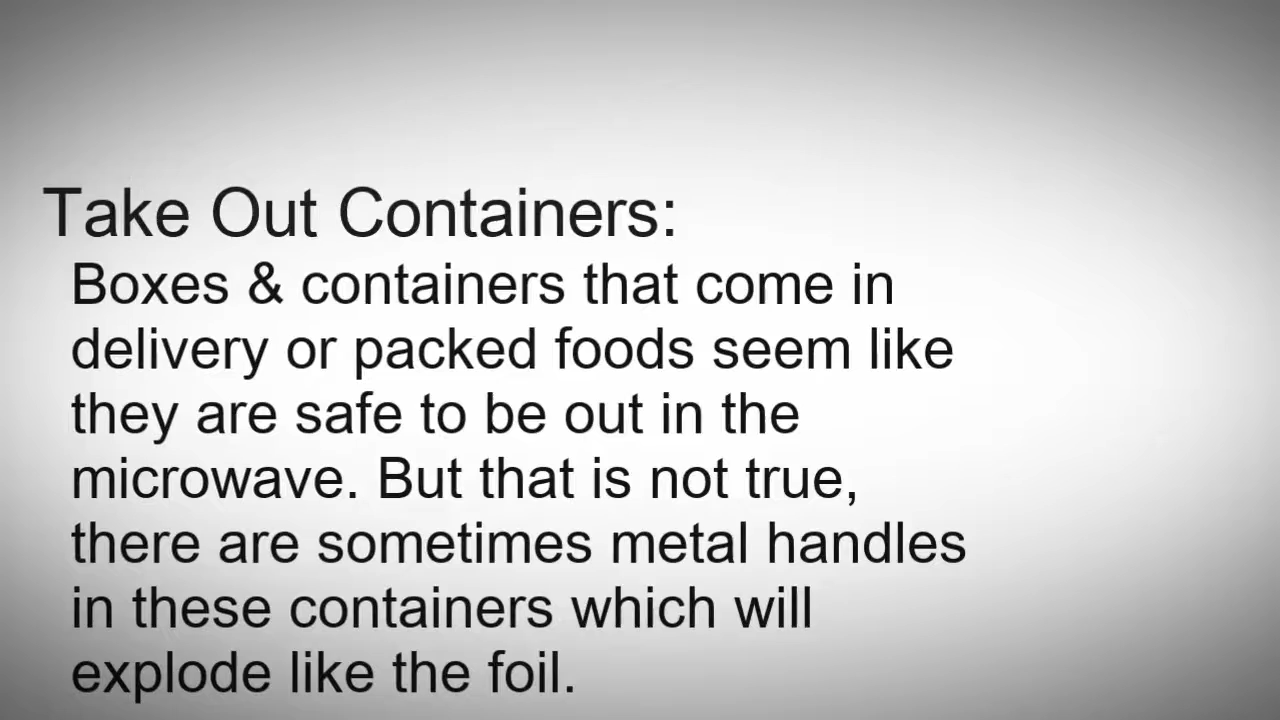 Take Out Containers:
Boxes & containers that come in
delivery or packed foods seem like
they are safe to be out in the
microwave. But that is not true,
there are sometimes metal handles
in these containers which will
explode like the foil.